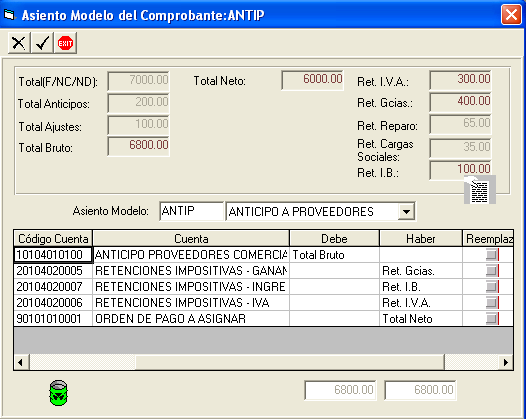 Asiento Modelo del Comprobante:ANTIP
EXIT
Total(F/NC/ND): 7000.00 Total Neto: 6000.00 Ret. I.V.A.: 300.00
Total Anticipos: 200.00 Ret. Gcias.: 400.00
Total Ajustes: 100.00 Ret. Reparo: 65.00
Total Bruto: 6800.00 Ret. Cargas Sociales: 35.00
Ret. I.B.: 100.00
Asiento Modelo: ANTIP ANTICIPO A PROVEEDORES
Código Cuenta Cuenta Debe Haber Reemplaz
10104010100 ANTICIPO PROVEEDORES COMERCIA Total Bruto
20104020005 RETENCIONES IMPOSITIVAS - GANAN Ret. Gcias.
20104020007 RETENCIONES IMPOSITIVAS - INGRE Ret. I.B.
20104020006 RETENCIONES IMPOSITIVAS - IVA Ret. I.V.A.
90101010001 ORDEN DE PAGO A ASIGNAR Total Neto
6800.00 6800.00